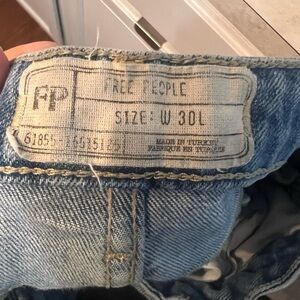 FP
FREE PEOPLE
SIZE: W 30L
MADE IN TURKEY
FABRIQUE EN TURQUIE